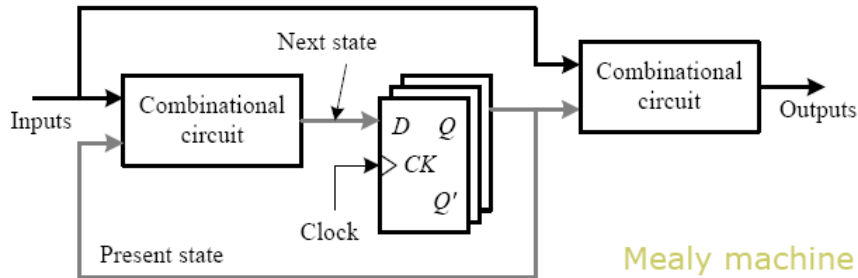 Next state
Inputs
Combinational
circuit
D Q
CK
Q'
Clock
Present state
Combinational
circuit
Outputs
Mealy machine